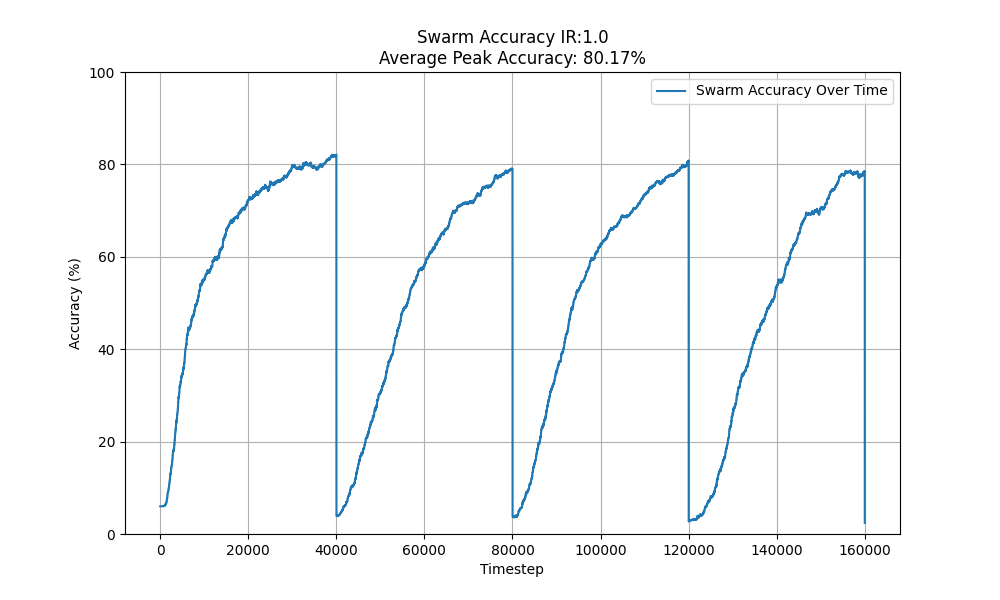 Swarm Accuracy IR:1.0
Average Peak Accuracy: 80.17%
Swarm Accuracy Over Time
100
80
60
40
20
0
Accuracy (%)
0 20000 40000 60000 80000 100000 120000 140000 160000
Timestep